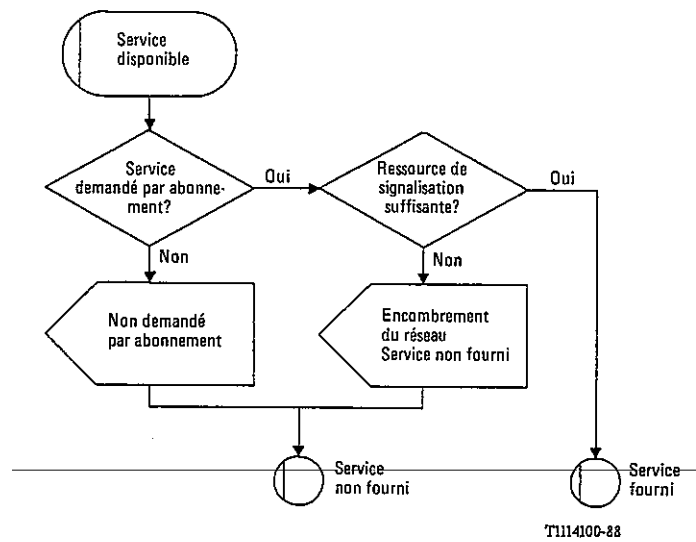 Service
disponible
Service
demandé par abonne-
ment?
Oui
Ressource de
signalisation
suffisante?
Oui
Non
Non
Non demandé
par abonnement
Encombrement
du réseau
Service non fourni
Service
non fourni
Service
fourni
T1114100-88